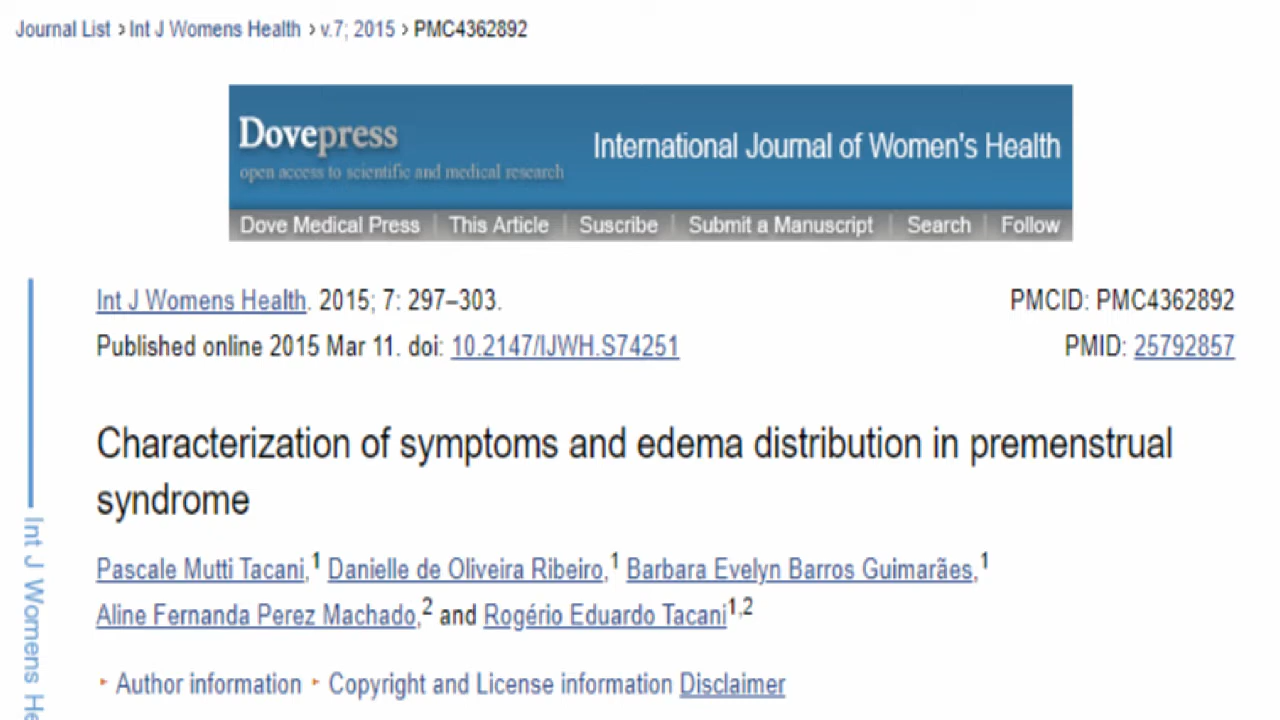 Journal List > Int J Womens Health > v.7; 2015 > PMC4362892
Dovepress
open access to scientific and medical research
International Journal of Women's Health
Dove Medical Press | This Article | Suscribe | Submit a Manuscript | Search | Follow
Int J Womens Health. 2015; 7: 297–303.
PMCID: PMC4362892
Published online 2015 Mar 11. doi: 10.2147/IJWH.S74251
PMID: 25792857
Characterization of symptoms and edema distribution in premenstrual
syndrome
Pascale Mutti Tacani,1 Danielle de Oliveira Ribeiro,1 Barbara Evelyn Barros Guimarães,1
Aline Fernanda Perez Machado,2 and Rogério Eduardo Tacani1,2
▸ Author information ▸ Copyright and License information Disclaimer
Int J Womens He